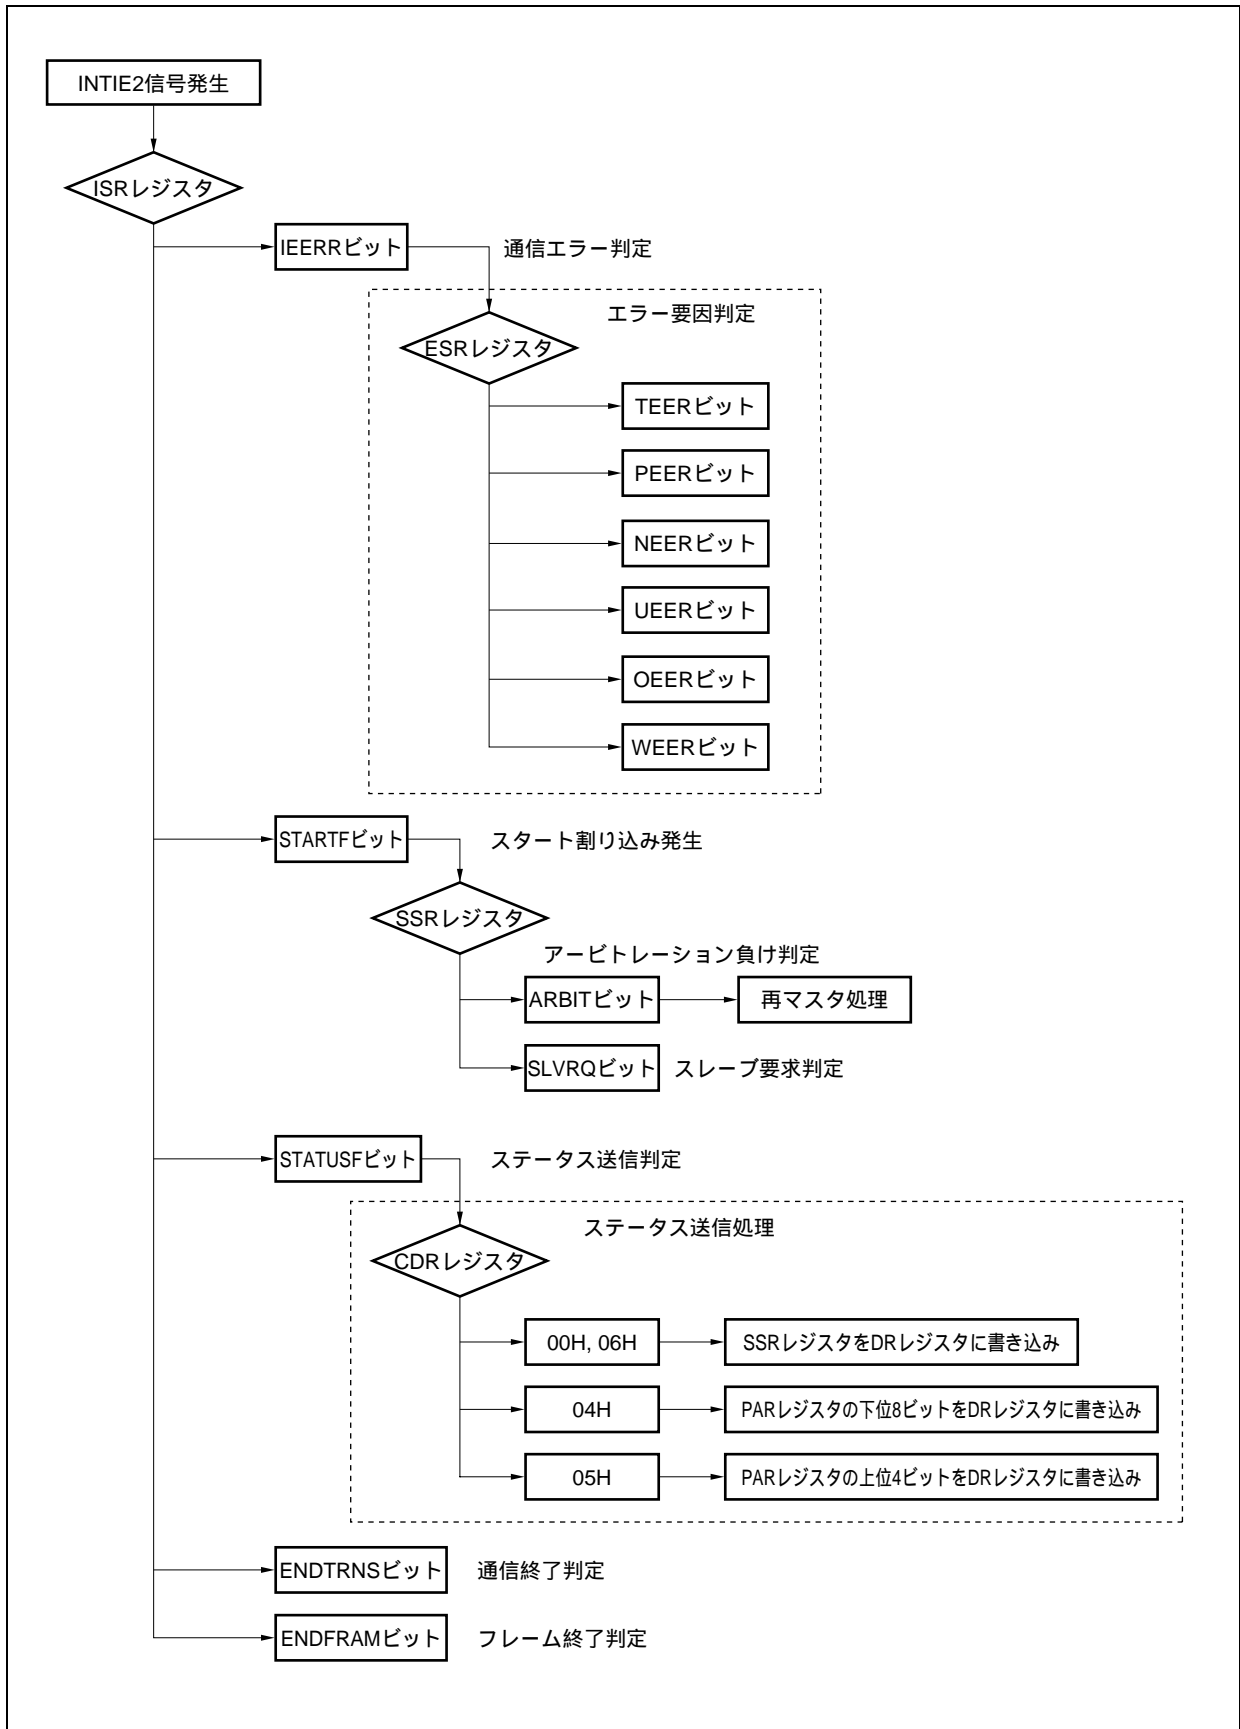 INTIE2信号発生
ISRレジスタ
IEERRビット
通信エラー判定
エラー要因判定
ESRレジスタ
TEERビット
PEERビット
NEERビット
UEERビット
OEERビット
WEERビット
STARTFビット
スタート割り込み発生
SSRレジスタ
アービトレーション負け判定
ARBITビット
再マスタ処理
SLVRQビット
スレーブ要求判定
STATUSFビット
ステータス送信判定
ステータス送信処理
CDRレジスタ
00H, 06H
SSRレジスタをDRレジスタに書き込み
04H
PARレジスタの下位8ビットをDRレジスタに書き込み
05H
PARレジスタの上位4ビットをDRレジスタに書き込み
ENDTRNSビット
通信終了判定
ENDFRAMビット
フレーム終了判定